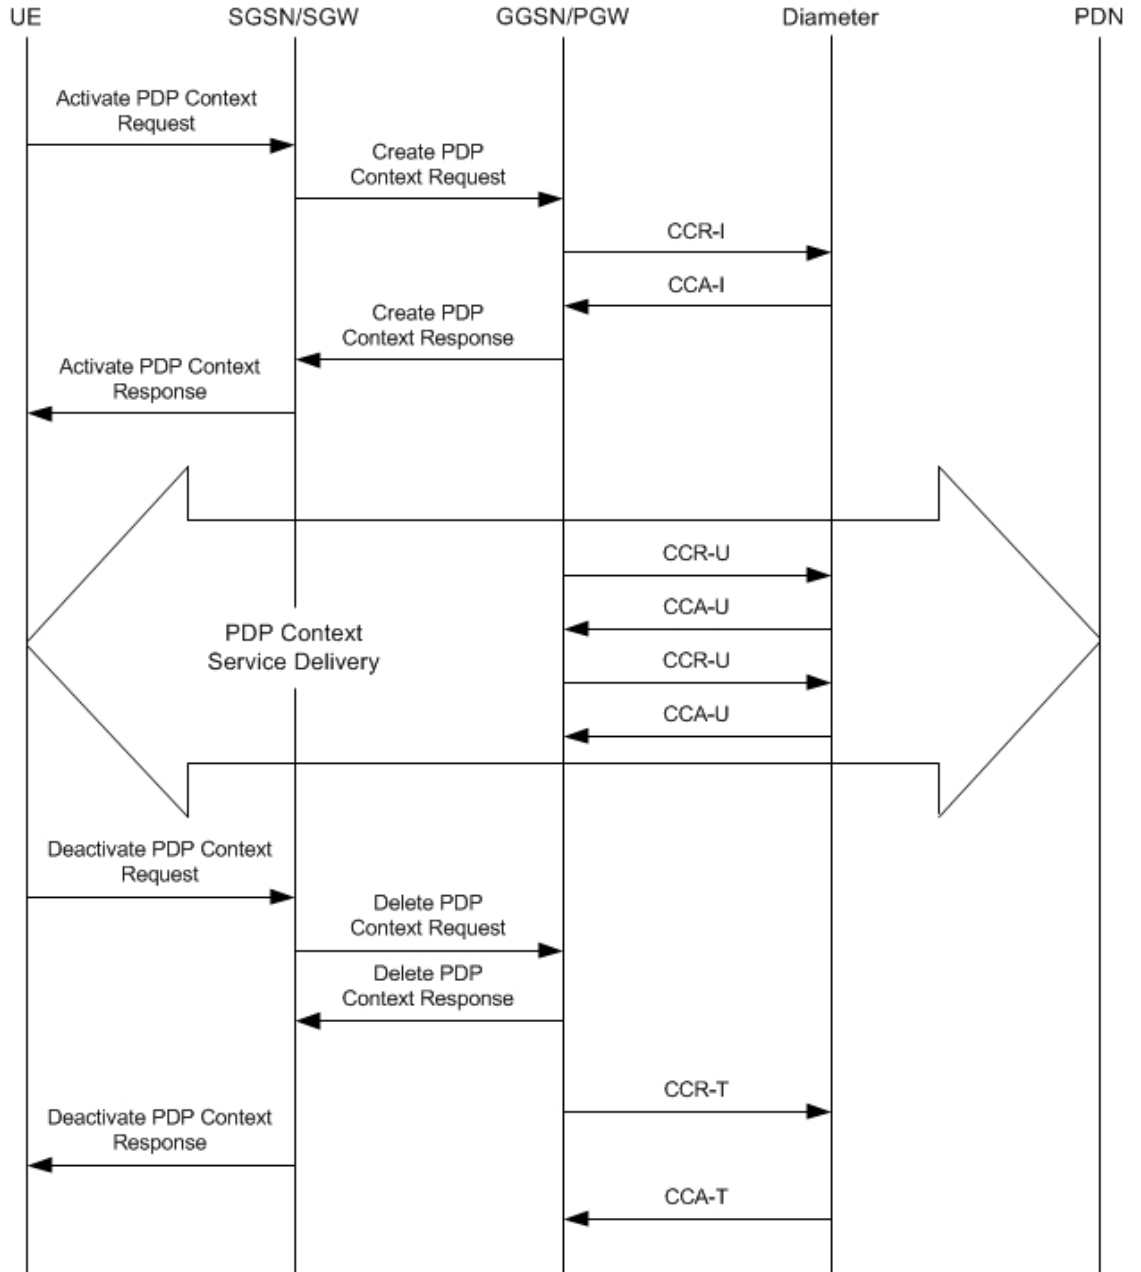 UE
SGSN/SGW
GGSN/PGW
Diameter
PDN
Activate PDP Context
Request
Create PDP
Context Request
CCR-I
CCA-I
Create PDP
Context Response
Activate PDP Context
Response
CCR-U
CCA-U
PDP Context
Service Delivery
CCR-U
CCA-U
Deactivate PDP Context
Request
Delete PDP
Context Request
Delete PDP
Context Response
CCR-T
Deactivate PDP Context
Response
CCA-T